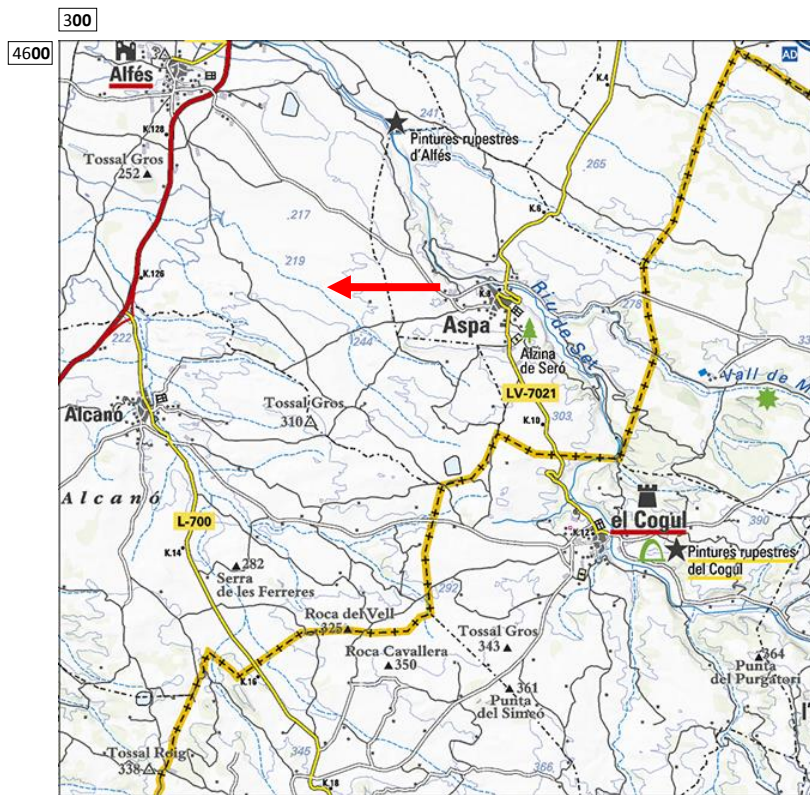 300
4600
AD
Alfés
K.4
241
Pintures rupestres
d'Alfés
K.128
Tossal Gros
252
265
K.6
.217
219
K.126
Riu de Set
278
K.8
Aspa
222
244
Alzina
de Seró
Vall de M
LV-7021
Alcanó
Tossal Gros
310
K.10
303
Alcanó
L-700
el Cogul
390
K.12
K.14
Pintures rupestres
del Cogúl
282
Serra
de les Ferreres
292
Roca del Vell
325
Tossal Gros
343
Roca Cavallera
350
364
Punta
del Purgatori
K.16
361
Punta
del Simeó
345
Tossal Roig
338
366
K.18